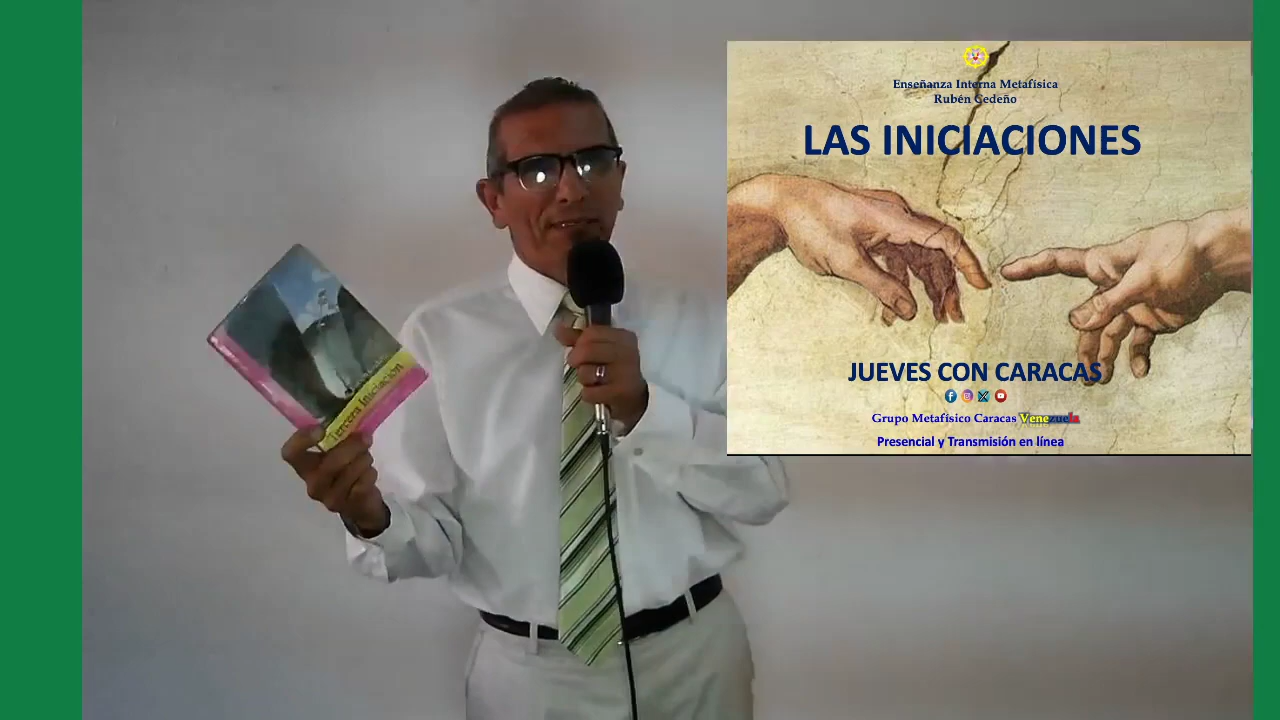 Enseñanza Interna Metafísica
Rubén Cedeño
LAS INICIACIONES
JUEVES CON CARACAS
Grupo Metafísico Caracas Venezuela
Presencial y Transmisión en línea
Tercera Iniciación